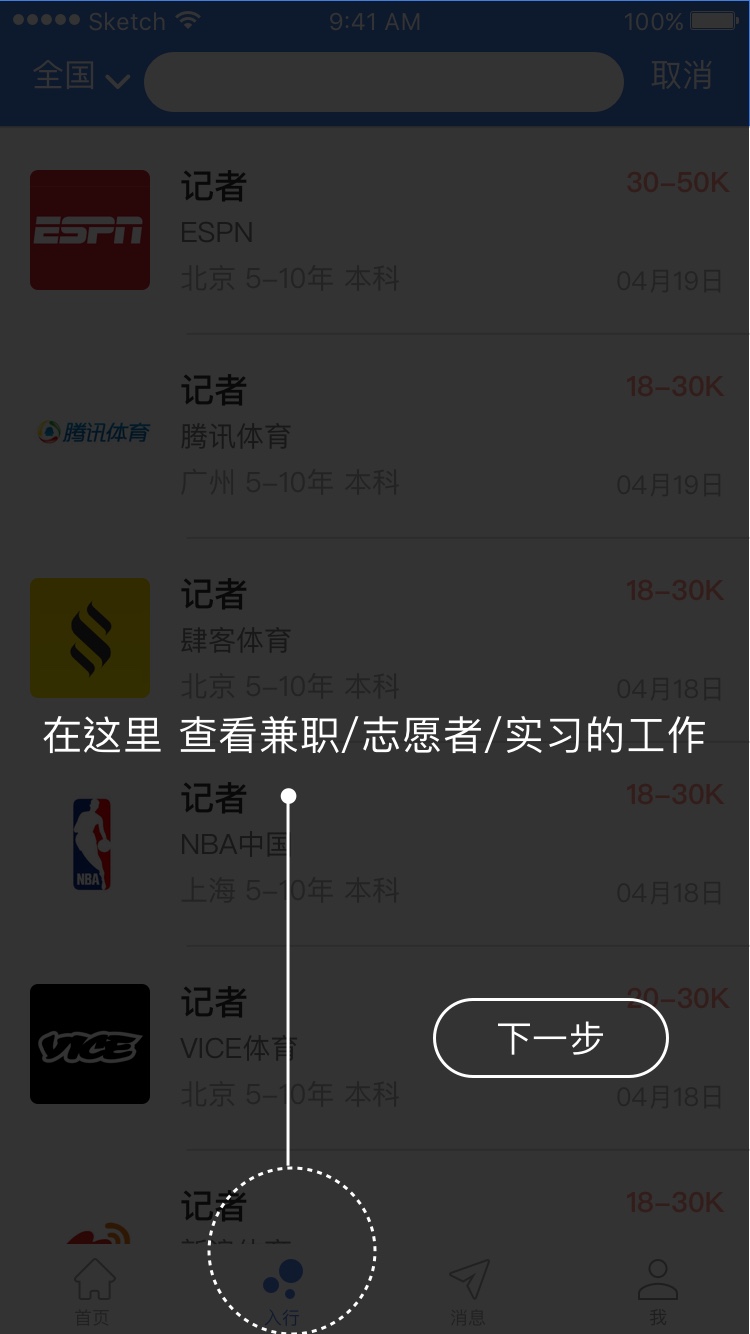 Sketch 9:41 AM 100%
全国 取消
记者 30-50K
ESPN
ESPN
北京 5-10年 本科 04月19日
记者 18-30K
腾讯体育
腾讯体育
广州 5-10年 本科 04月19日
记者 18-30K
肆客体育
北京 5-10年 本科 04月18日
在这里 查看兼职/志愿者/实习的工作
记者 18-30K
NBA中国
NBA
上海 5-10年 本科 04月18日
记者 20-30K
VICE
VICE体育
下一步
北京 5-10年 本科 04月18日
记者 18-30K
首页 入行 消息 我